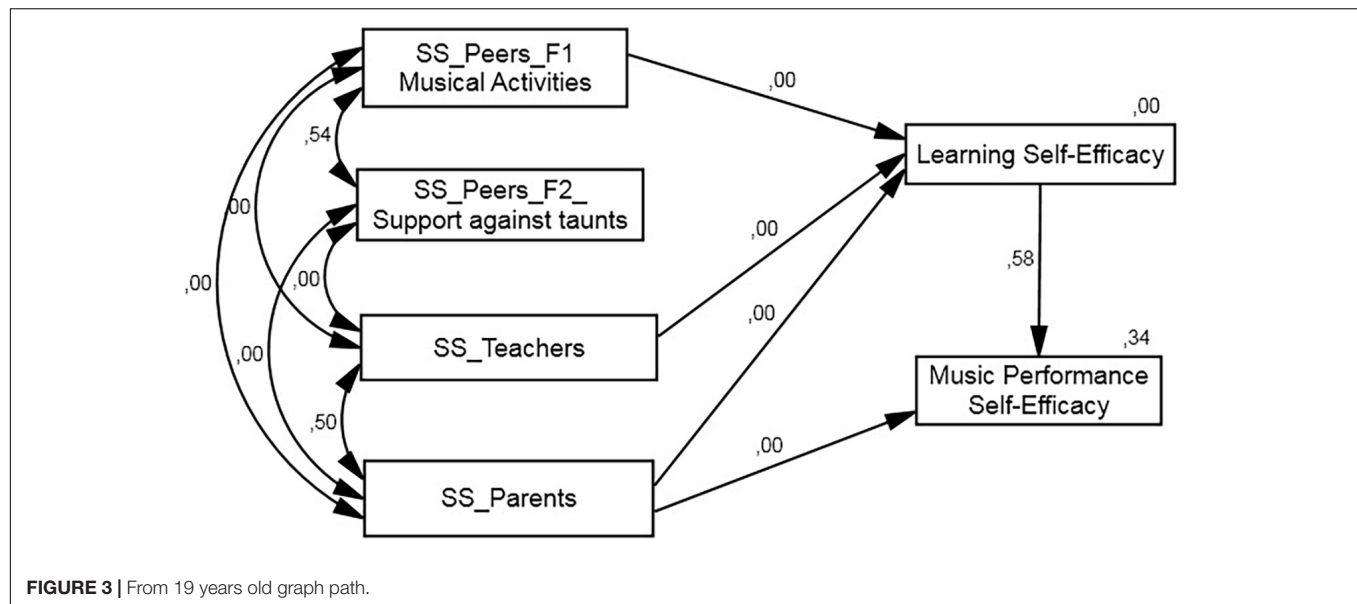 SS_Peers_F1
Musical Activities
,00
,00
,54
Learning Self-Efficacy
SS_Peers_F2_
Support against taunts
,00
,00
,00
,58
,00
,00
,00
SS_Teachers
,34
Music Performance
Self-Efficacy
,50
,00
SS_Parents
FIGURE 3 | From 19 years old graph path.